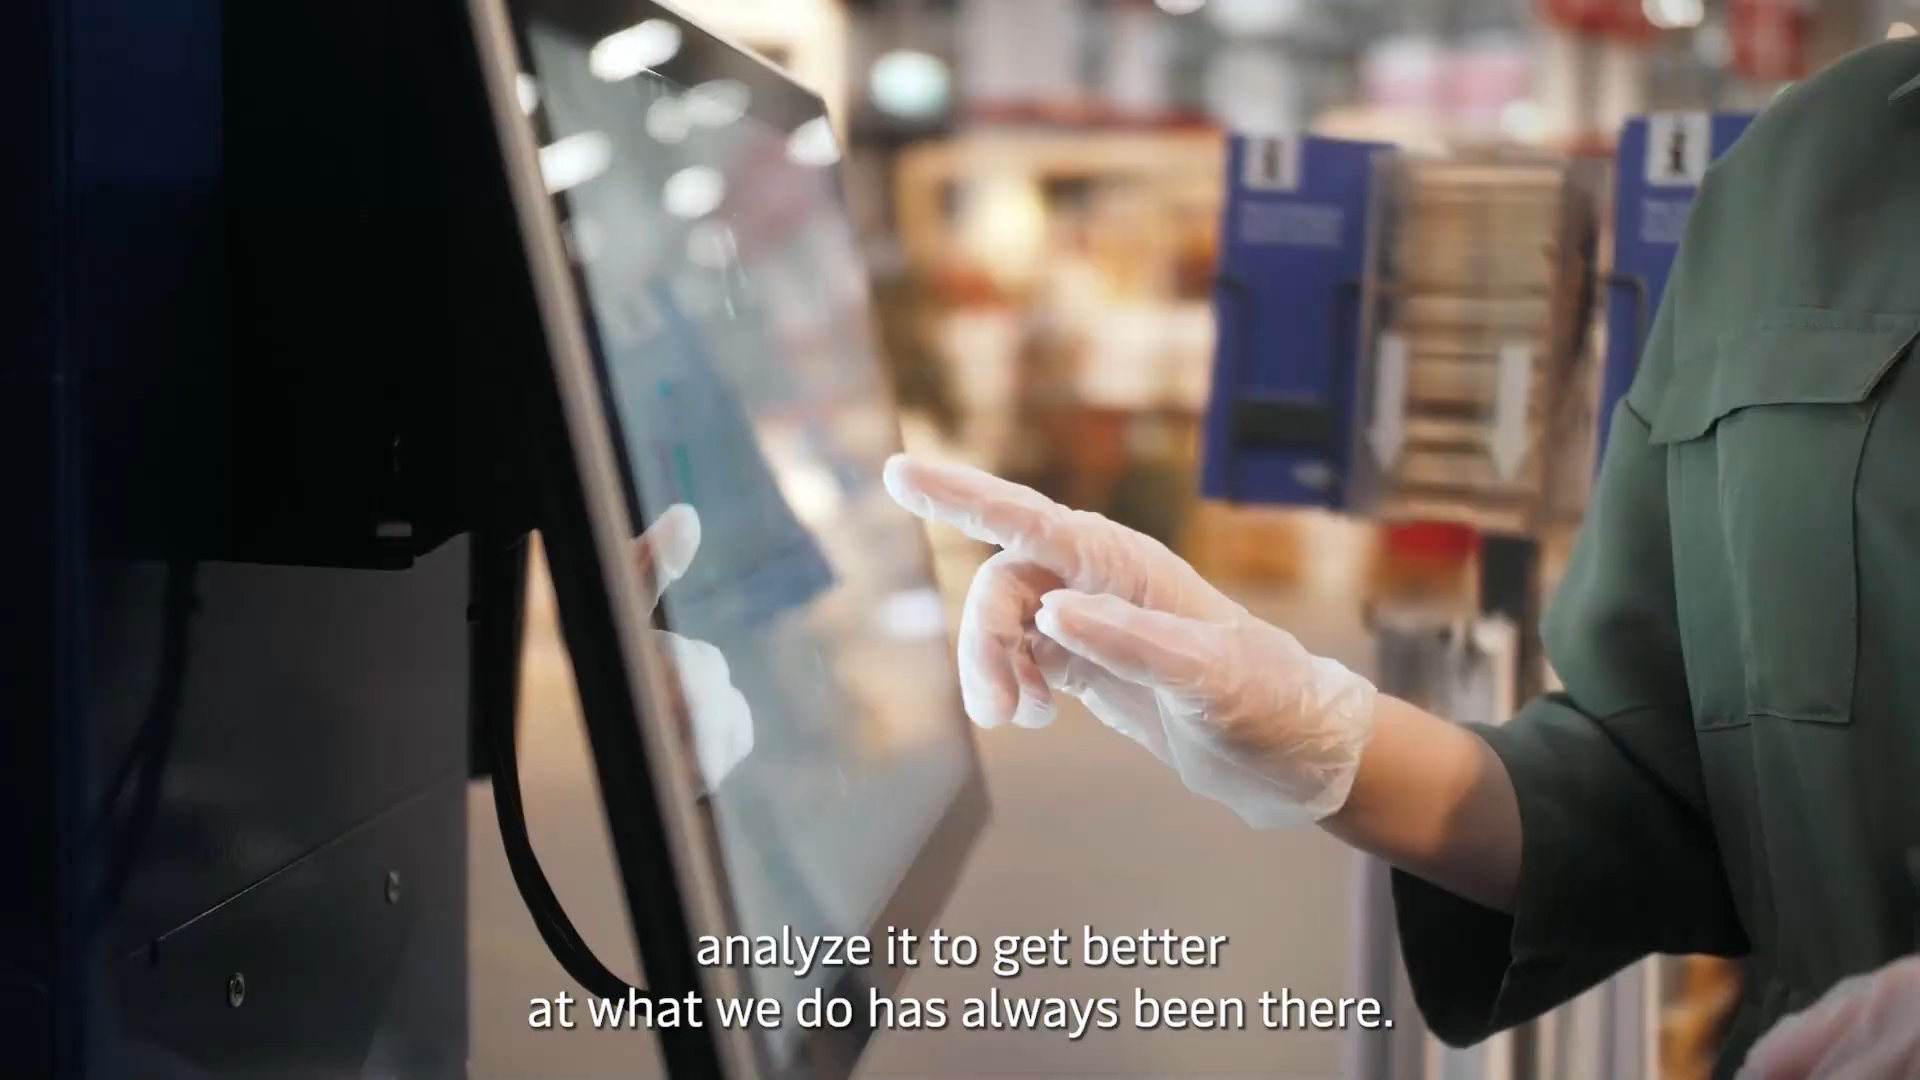 i
i
analyze it to get better
at what we do has always been there.